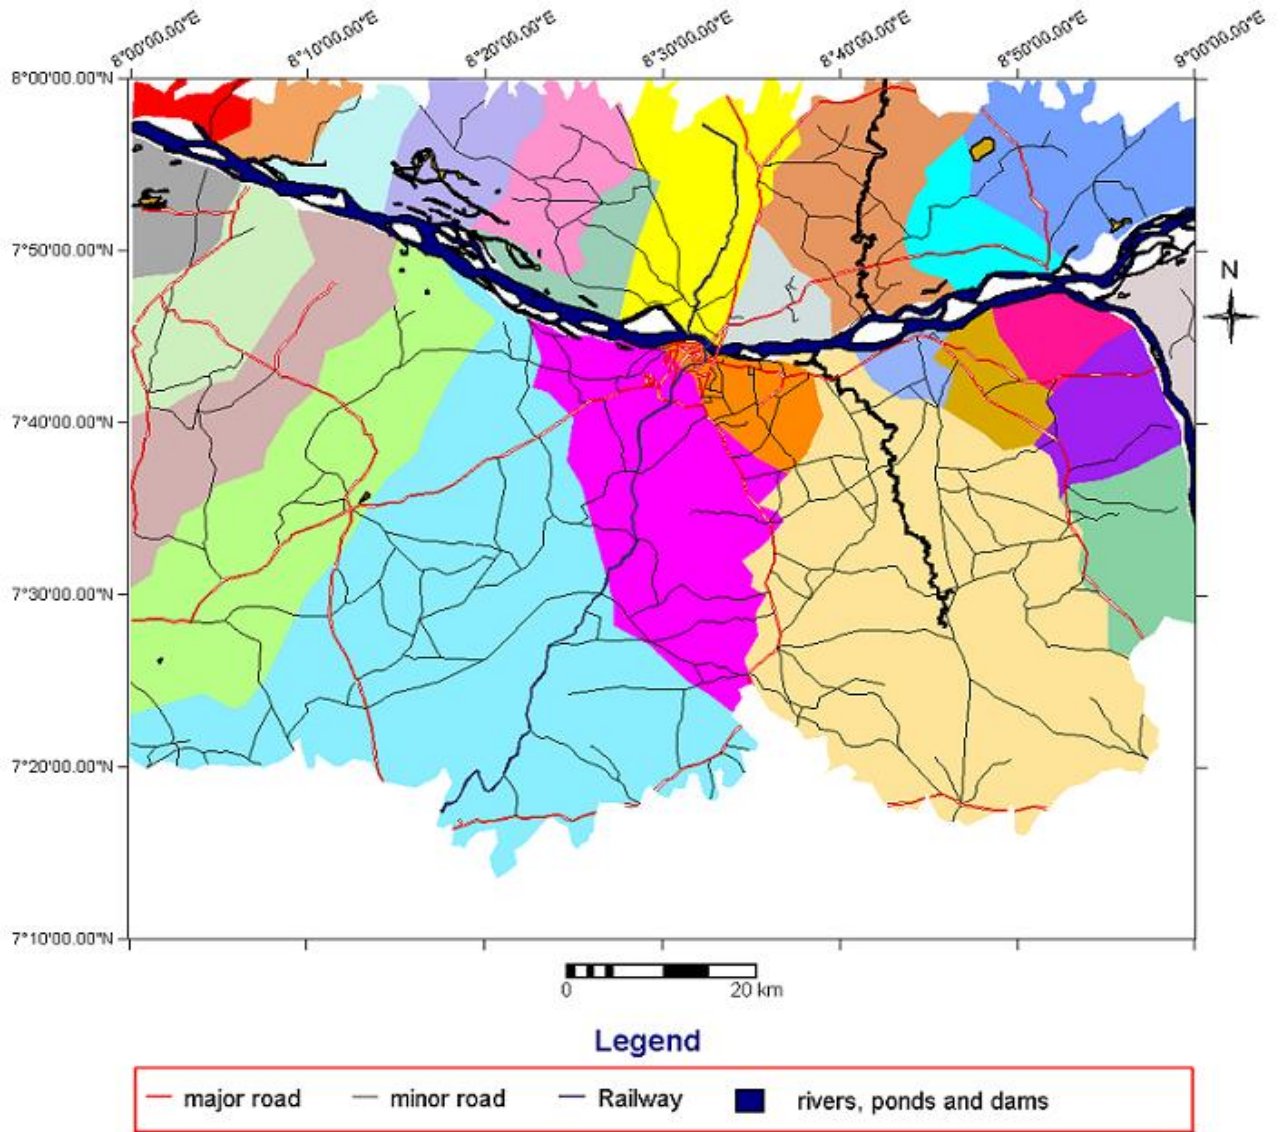 8°00'00.00"E 8°10'00.00"E 8°20'00.00"E 8°30'00.00"E 8°40'00.00"E 8°50'00.00"E 9°00'00.00"E
8°00'00.00"N
7°50'00.00"N
N
7°40'00.00"N
7°30'00.00"N
7°20'00.00"N
7°10'00.00"N
0 20 km
Legend
major road minor road Railway rivers, ponds and dams